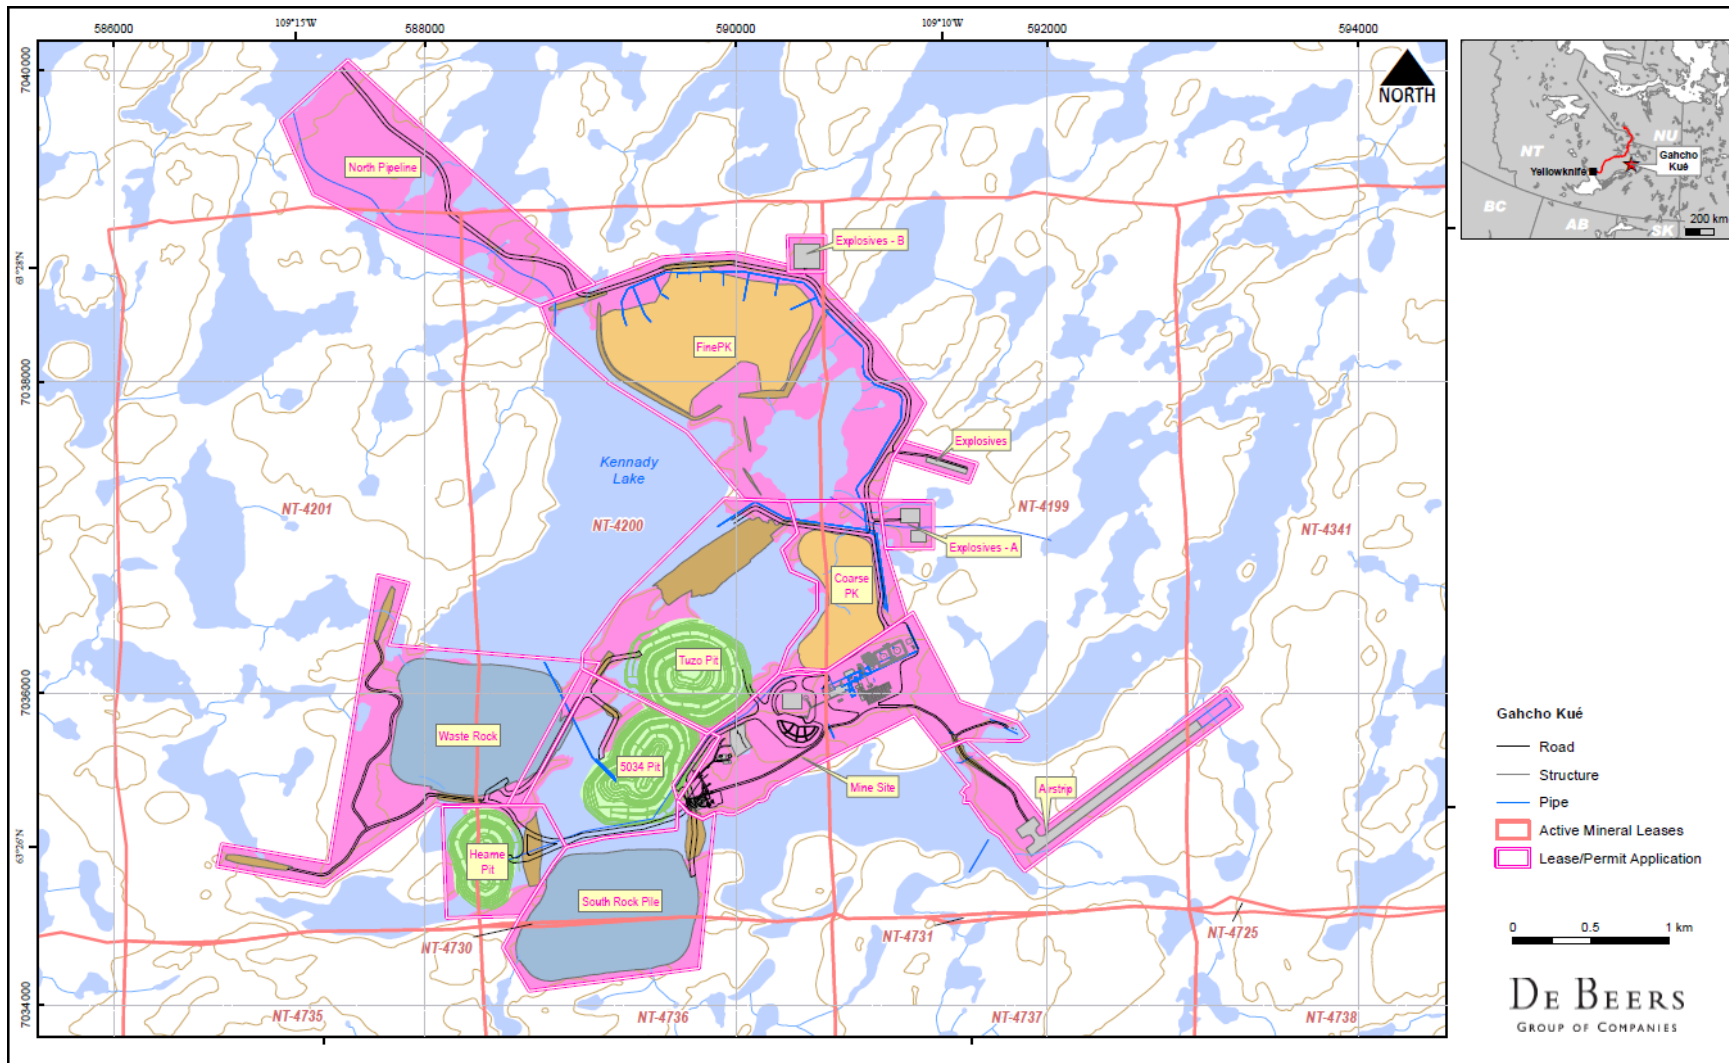 586000
109°15'W
588000
590000
109°10'W
592000
594000
7040000
63°28'N
7038000
7036000
63°26'N
7034000
NORTH
North Pipeline
Explosives - B
FinePK
Explosives
Kennady
Lake
NT-4201
NT-4200
NT-4199
NT-4341
Explosives - A
Coarse
PK
Tuzo Pit
Waste Rock
5034 Pit
Mine Site
Airstrip
Hearne
Pit
South Rock Pile
NT-4730
NT-4731
NT-4725
NT-4735
NT-4736
NT-4737
NT-4738
NT
NU
Gahcho
Kué
Yellowknife
BC
AB
SK
200 km
Gahcho Kué
Road
Structure
Pipe
Active Mineral Leases
Lease/Permit Application
0 0.5 1 km
DE BEERS
GROUP OF COMPANIES